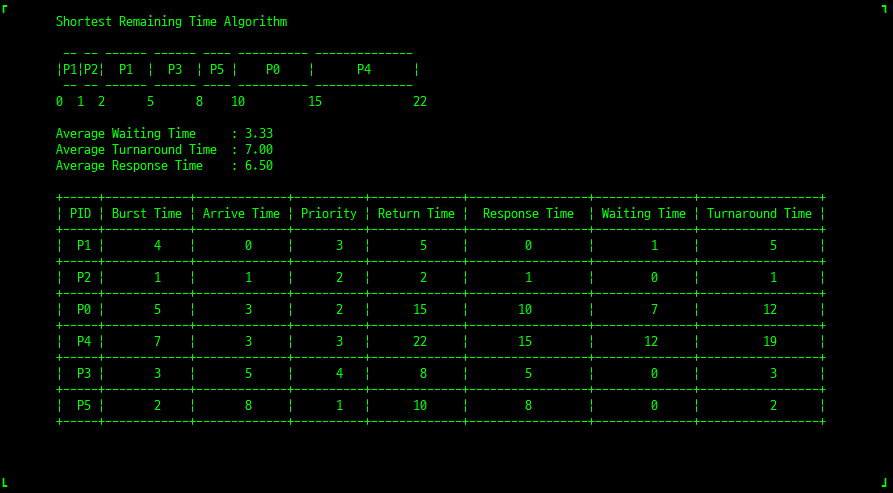 Shortest Remaining Time Algorithm
-- -- ------ ------ ---- ---------- --------------
¦P1¦P2¦  P1  ¦  P3  ¦ P5 ¦    P0    ¦      P4      ¦
-- -- ------ ------ ---- ---------- --------------
0  1  2      5      8    10         15             22
Average Waiting Time     : 3.33
Average Turnaround Time  : 7.00
Average Response Time    : 6.50
+-----+------------+-------------+----------+-------------+-----------------+--------------+-----------------+
¦ PID ¦ Burst Time ¦ Arrive Time ¦ Priority ¦ Return Time ¦  Response Time  ¦ Waiting Time ¦ Turnaround Time ¦
+-----+------------+-------------+----------+-------------+-----------------+--------------+-----------------+
¦  P1 ¦       4    ¦       0     ¦      3   ¦       5     ¦        0        ¦       1      ¦          5      ¦
+-----+------------+-------------+----------+-------------+-----------------+--------------+-----------------+
¦  P2 ¦       1    ¦       1     ¦      2   ¦       2     ¦        1        ¦       0      ¦          1      ¦
+-----+------------+-------------+----------+-------------+-----------------+--------------+-----------------+
¦  P0 ¦       5    ¦       3     ¦      2   ¦      15     ¦       10        ¦       7      ¦         12      ¦
+-----+------------+-------------+----------+-------------+-----------------+--------------+-----------------+
¦  P4 ¦       7    ¦       3     ¦      3   ¦      22     ¦       15        ¦      12      ¦         19      ¦
+-----+------------+-------------+----------+-------------+-----------------+--------------+-----------------+
¦  P3 ¦       3    ¦       5     ¦      4   ¦       8     ¦        5        ¦       0      ¦          3      ¦
+-----+------------+-------------+----------+-------------+-----------------+--------------+-----------------+
¦  P5 ¦       2    ¦       8     ¦      1   ¦      10     ¦        8        ¦       0      ¦          2      ¦
+-----+------------+-------------+----------+-------------+-----------------+--------------+-----------------+